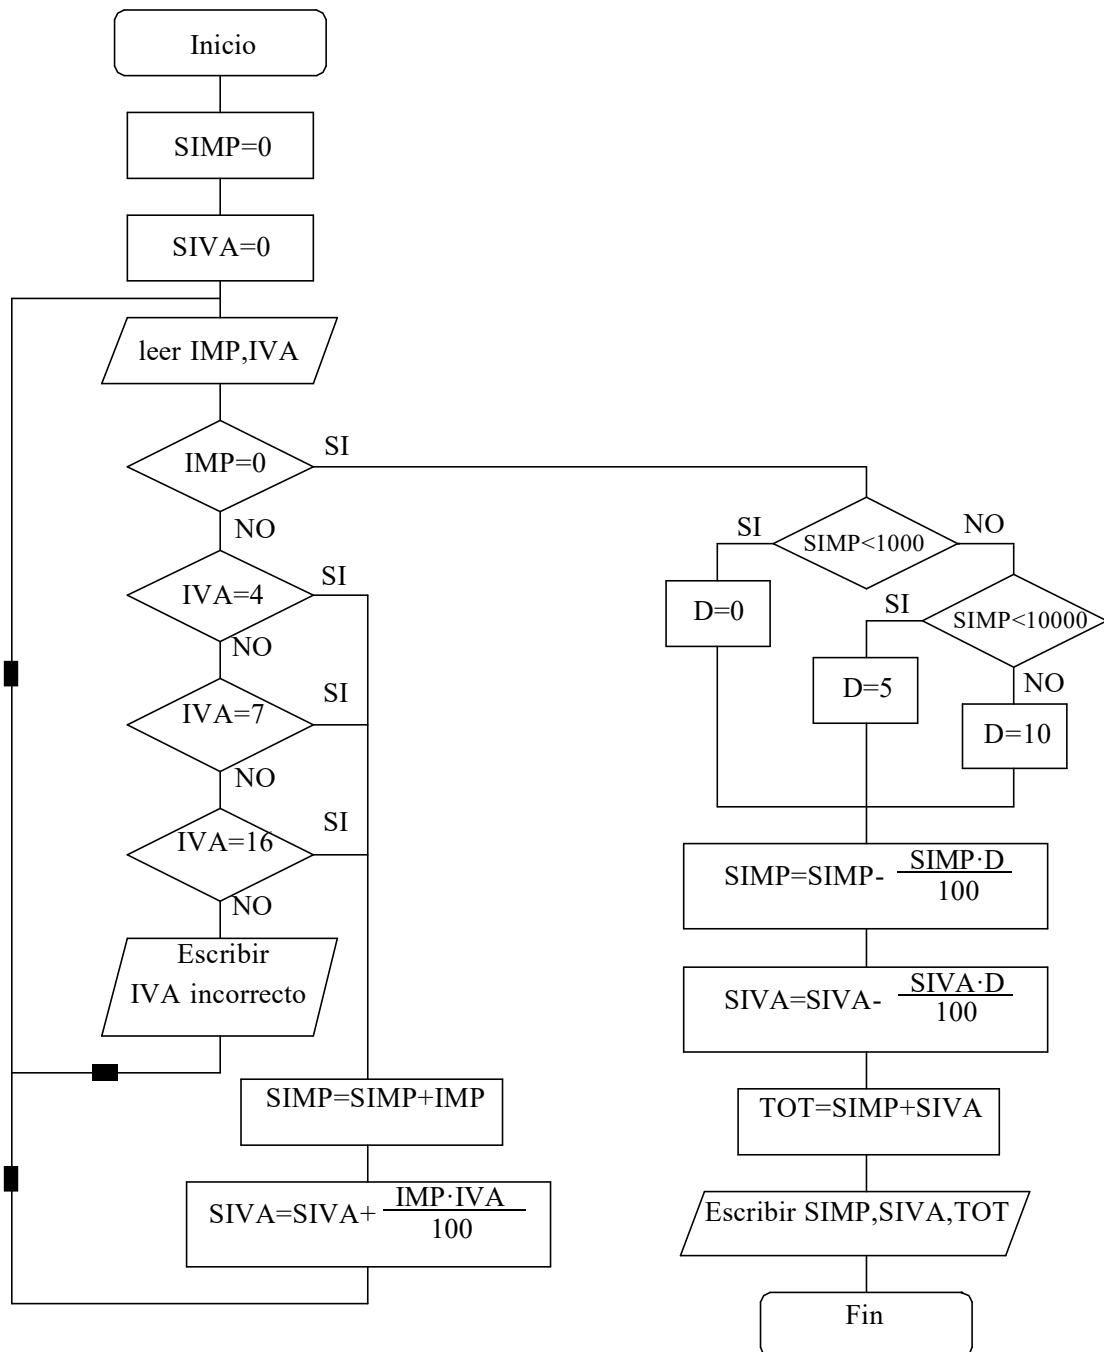 Inicio
SIMP=0
SIVA=0
leer IMP,IVA
IMP=0
SI
NO
IVA=4
SI
NO
IVA=7
SI
NO
IVA=16
SI
NO
Escribir
IVA incorrecto
SIMP=SIMP+IMP
SIVA=SIVA+ IMP·IVA
100
SIMP<1000
SI
NO
D=0
SIMP<10000
SI
NO
D=5
D=10
SIMP=SIMP- SIMP·D
100
SIVA=SIVA- SIVA·D
100
TOT=SIMP+SIVA
Escribir SIMP,SIVA,TOT
Fin